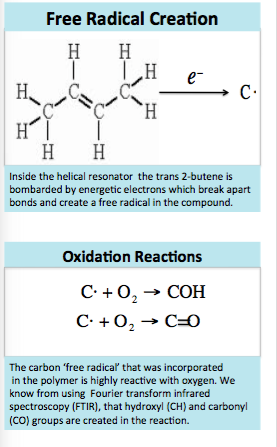 Free Radical Creation
H H
H C C H e-
H C C H C·
H H
Inside the helical resonator the trans 2-butene is
bombarded by energetic electrons which break apart
bonds and create a free radical in the compound.
Oxidation Reactions
C· + O₂ → COH
C· + O₂ → C=O
The carbon ‘free radical’ that was incorporated
in the polymer is highly reactive with oxygen. We
know from using Fourier transform infrared
spectroscopy (FTIR), that hydroxyl (CH) and carbonyl
(CO) groups are created in the reaction.